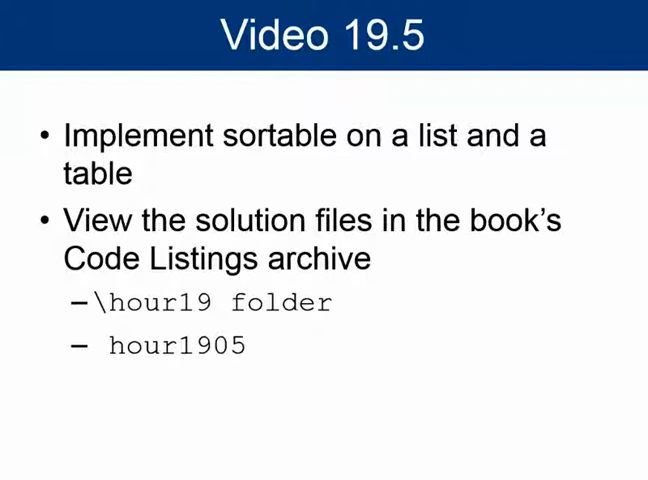 Video 19.5
• Implement sortable on a list and a
table
• View the solution files in the book’s
Code Listings archive
–\hour19 folder
– hour1905